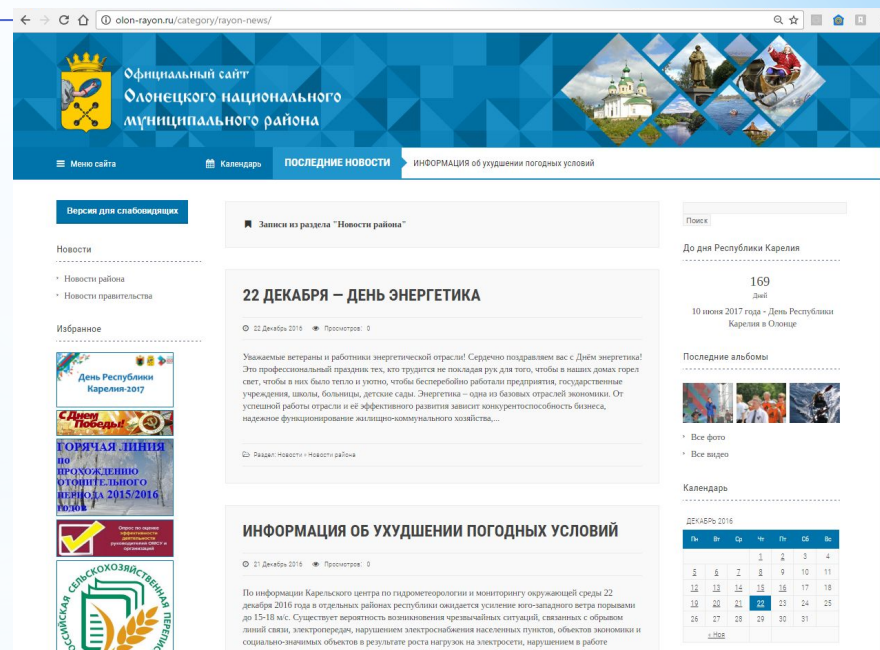 olon-rayon.ru/category/rayon-news/
Официальный сайт
Олонецкого национального
муниципального района
Меню сайта
Календарь
ПОСЛЕДНИЕ НОВОСТИ
ИНФОРМАЦИЯ об ухудшении погодных условий
Версия для слабовидящих
Новости
Новости района
Новости правительства
Избранное
День Республики
Карелия-2017
С Днем
Победы!
ГОРЯЧАЯ ЛИНИЯ
ПО
ПРОХОЖДЕНИЮ
ОТОПИТЕЛЬНОГО
ПЕРИОДА 2015/2016
ГОДОВ
Опрос по оценке
эффективности
деятельности
руководителей ОМСУ и
организаций
Записи из раздела "Новости района"
22 ДЕКАБРЯ — ДЕНЬ ЭНЕРГЕТИКА
22 Декабрь 2016 Просмотров: 0
Уважаемые ветераны и работники энергетической отрасли! Сердечно поздравляем вас с Днём энергетика!
Это профессиональный праздник тех, кто трудится не покладая рук для того, чтобы в наших домах горел
свет, чтобы в них было тепло и уютно, чтобы бесперебойно работали предприятия, государственные
учреждения, школы, больницы, детские сады. Энергетика – одна из базовых отраслей экономики. От
успешной работы отрасли и её эффективного развития зависит конкурентоспособность бизнеса,
надежное функционирование жилищно-коммунального хозяйства,...
Раздел: Новости » Новости района
ИНФОРМАЦИЯ ОБ УХУДШЕНИИ ПОГОДНЫХ УСЛОВИЙ
21 Декабрь 2016 Просмотров: 0
По информации Карельского центра по гидрометеорологии и мониторингу окружающей среды 22
декабря 2016 года в отдельных районах республики ожидается усиление юго-западного ветра порывами
до 15-18 м/с. Существует вероятность возникновения чрезвычайных ситуаций, связанных с обрывом
линий связи, электропередач, нарушением электроснабжения населенных пунктов, объектов экономики и
социально-значимых объектов в результате роста нагрузок на электросети, нарушением в работе
Поиск
До дня Республики Карелия
169
Дней
10 июня 2017 года - День Республики
Карелия в Олонце
Последние альбомы
Все фото
Все видео
Календарь
ДЕКАБРЬ 2016
Пн Вт Ср Чт Пт Сб Вс
1 2 3 4
5 6 7 8 9 10 11
12 13 14 15 16 17 18
19 20 21 22 23 24 25
26 27 28 29 30 31
« Ноя